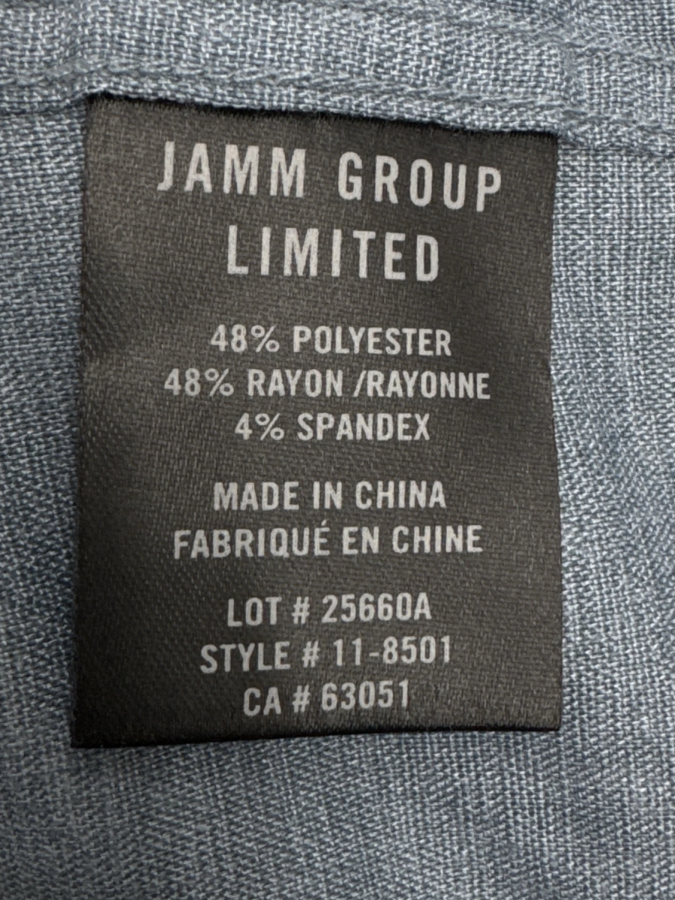 JAMM GROUP
LIMITED
48% POLYESTER
48% RAYON /RAYONNE
4% SPANDEX
MADE IN CHINA
FABRIQUÉ EN CHINE
LOT # 25660A
STYLE # 11-8501
CA # 63051